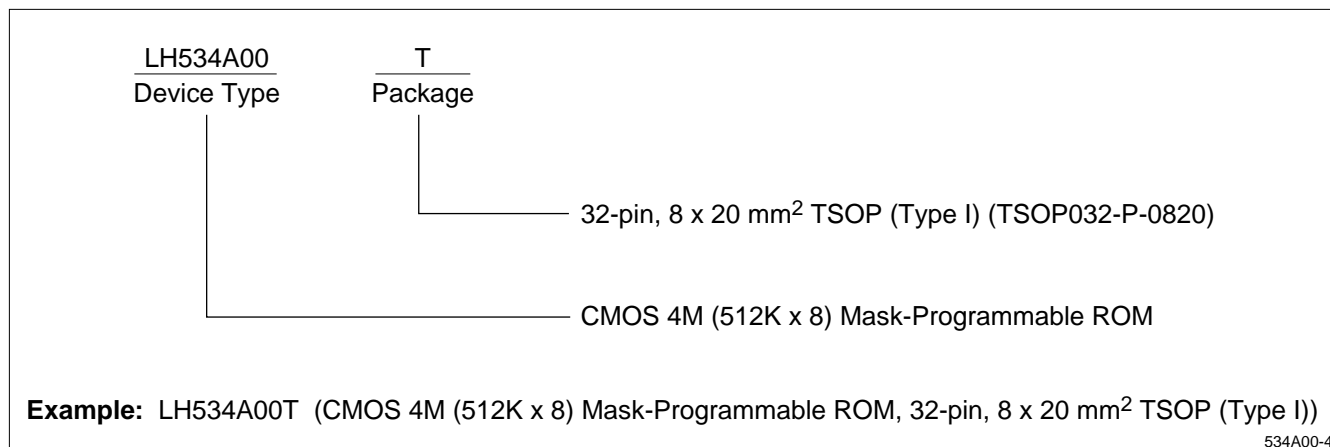 LH534A00 T
Device Type Package
32-pin, 8 x 20 mm² TSOP (Type I) (TSOP032-P-0820)
CMOS 4M (512K x 8) Mask-Programmable ROM
Example: LH534A00T (CMOS 4M (512K x 8) Mask-Programmable ROM, 32-pin, 8 x 20 mm² TSOP (Type I))
534A00-4